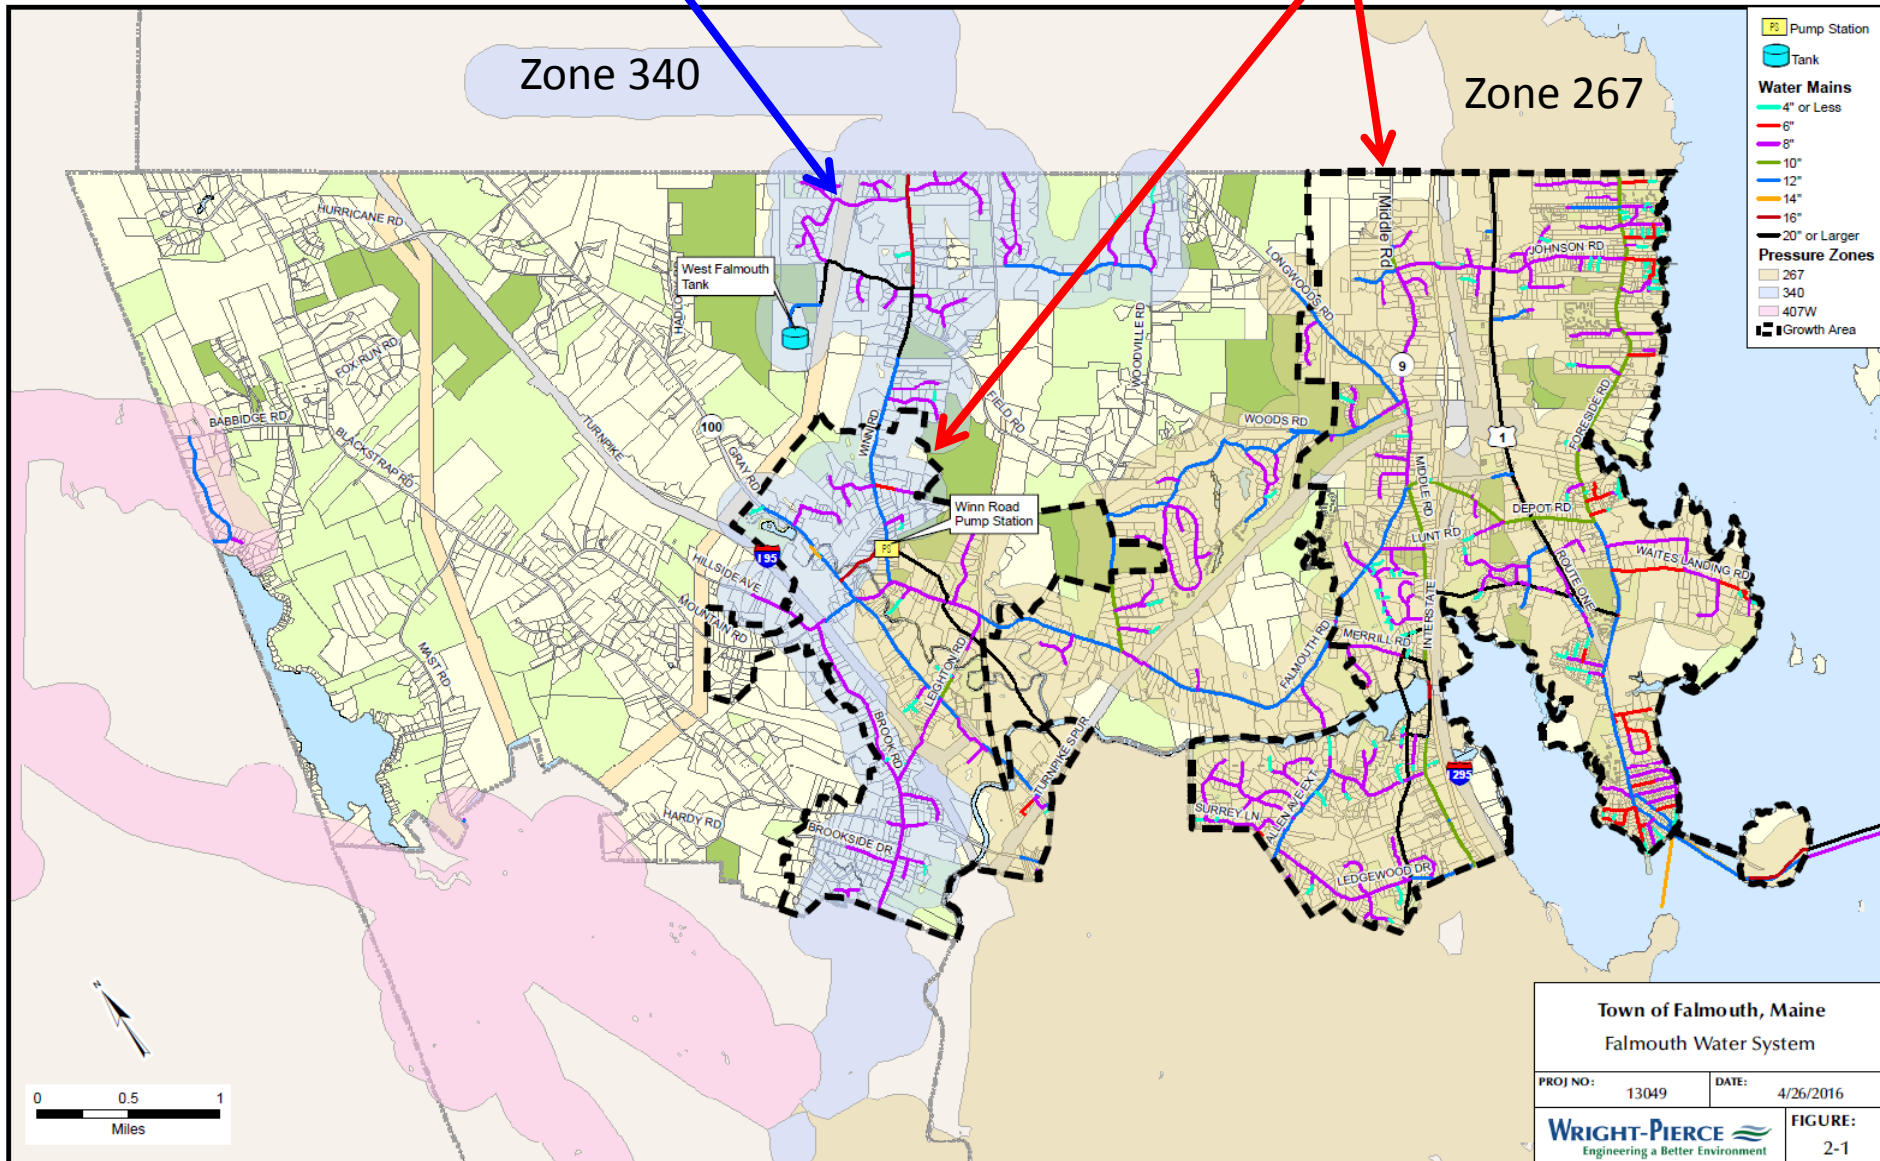 Zone 340
Zone 267
PS Pump Station
Tank
Water Mains
4" or Less
6"
8"
10"
12"
14"
16"
20" or Larger
Pressure Zones
267
340
407W
Growth Area
HURRICANE RD
West Falmouth
Tank
FOX RUN RD
BABBIDGE RD
BLACKSTRAP RD
TURNPIKE
100
GRAY RD
WINN RD
FIELD RD
WOODVILLE RD
LONGWOODS RD
Middle Rd
JOHNSON RD
9
1
WOODS RD
FORESIDE RD
Winn Road
Pump Station
PS
I 95
HILLSIDE AVE
MOUNTAIN RD
MAST RD
MIDDLE RD
DEPOT RD
LUNT RD
WAITES LANDING RD
ROUTE ONE
INTERSTATE
MERRILL RD
FALMOUTH RD
LEIGHTON RD
BROOK RD
TURNPIKE SPUR
295
SURREY LN
ALLEN AVE EXT
HARDY RD
BROOKSIDE DR
LEDGEWOOD DR
N
0 0.5 1
Miles
Town of Falmouth, Maine
Falmouth Water System
PROJ NO: 13049 DATE: 4/26/2016
WRIGHT-PIERCE
Engineering a Better Environment
FIGURE:
2-1